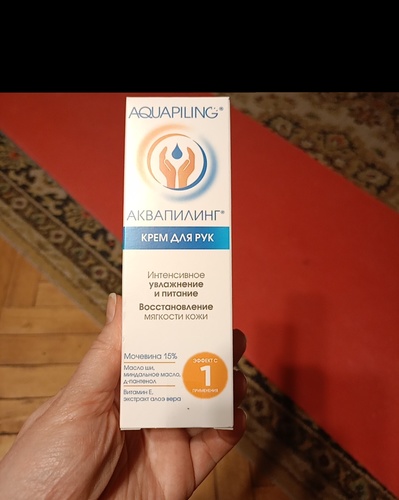 AQUAPILING®
АКВАПИЛИНГ®
КРЕМ ДЛЯ РУК
Интенсивное
увлажнение
и питание
Восстановление
мягкости кожи
Мочевина 15%
Масло ши,
миндальное масло,
д-пантенол
Витамин Е,
экстракт алоэ вера
ЭФФЕКТ С
1
ПРИМЕНЕНИЯ